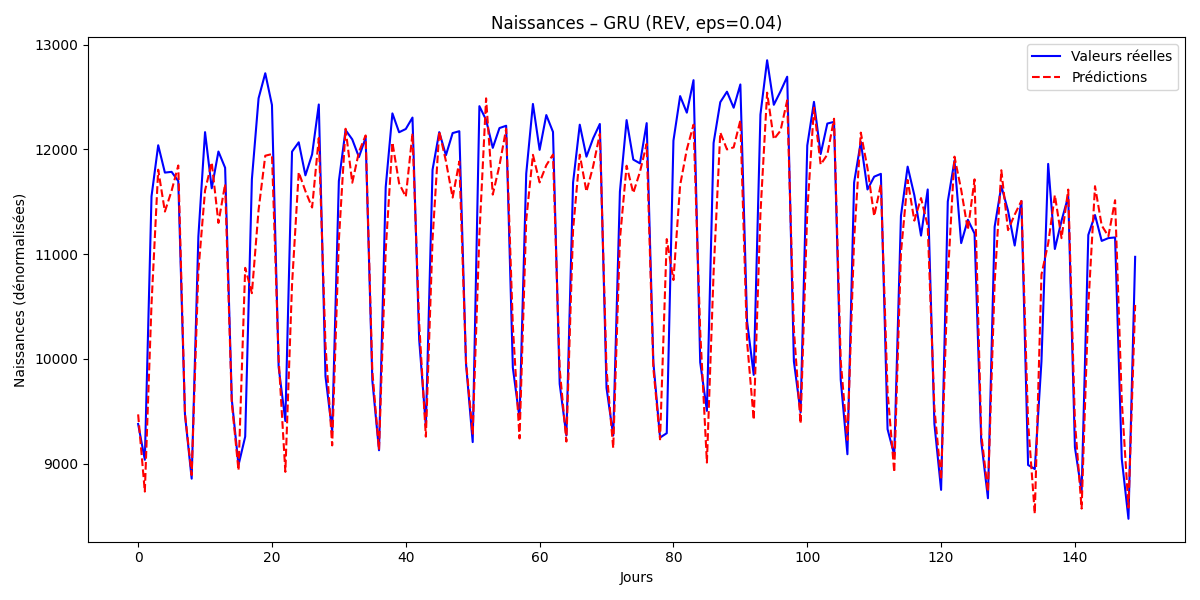 Naissances – GRU (REV, eps=0.04)
Valeurs réelles
Prédictions
Naissances (dénormalisées)
13000
12000
11000
10000
9000
0 20 40 60 80 100 120 140
Jours